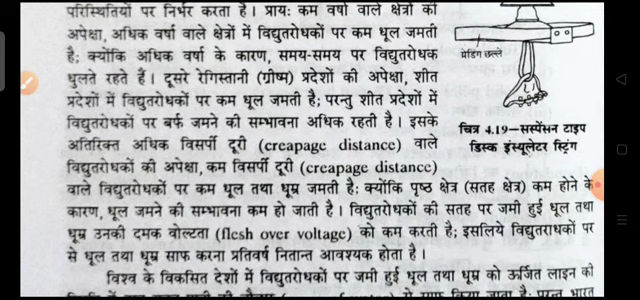 परिस्थितियों पर निर्भर करता है। प्रायः कम वर्षा वाले क्षेत्रों की
अपेक्षा, अधिक वर्षा वाले क्षेत्रों में विद्युतरोधकों पर कम धूल जमती
है; क्योंकि अधिक वर्षा के कारण, समय-समय पर विद्युतरोधक
धुलते रहते हैं। दूसरे रेगिस्तानी (ग्रीष्म) प्रदेशों की अपेक्षा, शीत
प्रदेशों में विद्युतरोधकों पर कम धूल जमती है; परन्तु शीत प्रदेशों में
विद्युतरोधकों पर बर्फ जमने की सम्भावना अधिक रहती है। इसके
अतिरिक्त अधिक विसर्पी दूरी (creapage distance) वाले
विद्युतरोधकों की अपेक्षा, कम विसर्पी दूरी (creapage distance)
वाले विद्युतरोधकों पर कम धूल तथा धूम्र जमती है; क्योंकि पृष्ठ क्षेत्र (सतह क्षेत्र) कम होने के
कारण, धूल जमने की सम्भावना कम हो जाती है। विद्युतरोधकों की सतह पर जमी हुई धूल तथा
धूम्र उनकी दमक वोल्टता (flesh over voltage) को कम करती है; इसलिये विद्युतरोधकों पर
से धूल तथा धूम्र साफ करना प्रतिवर्ष नितान्त आवश्यक होता है।
विश्व के विकसित देशों में विद्युतरोधकों पर जमी हुई धूल तथा धूम्र को ऊर्जित लाइन की
से साफ किया जाता है; परन्तु भारत
ग्रेडिंग छल्ले
चित्र 4.19–सस्पेंसन टाइप
डिस्क इंस्यूलेटर स्ट्रिंग